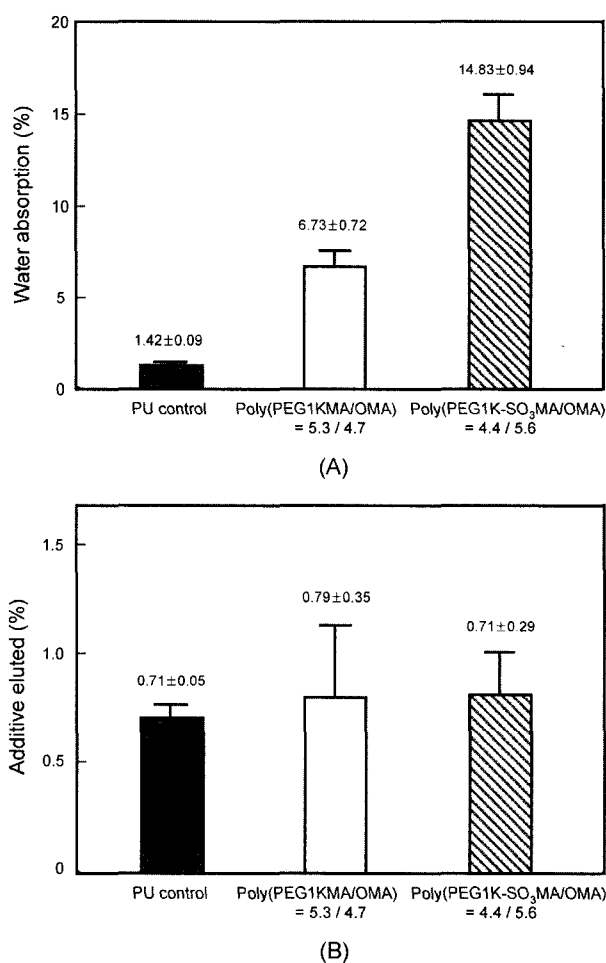 20
15
10
5
0
Water absorption (%)
1.42±0.09
6.73±0.72
14.83±0.94
PU control
Poly(PEG1KMA/OMA)
= 5.3 / 4.7
Poly(PEG1K-SO₃MA/OMA)
= 4.4 / 5.6
(A)
1.5
1.0
0.5
0
Additive eluted (%)
0.71±0.05
0.79±0.35
0.71±0.29
PU control
Poly(PEG1KMA/OMA)
= 5.3 / 4.7
Poly(PEG1K-SO₃MA/OMA)
= 4.4 / 5.6
(B)